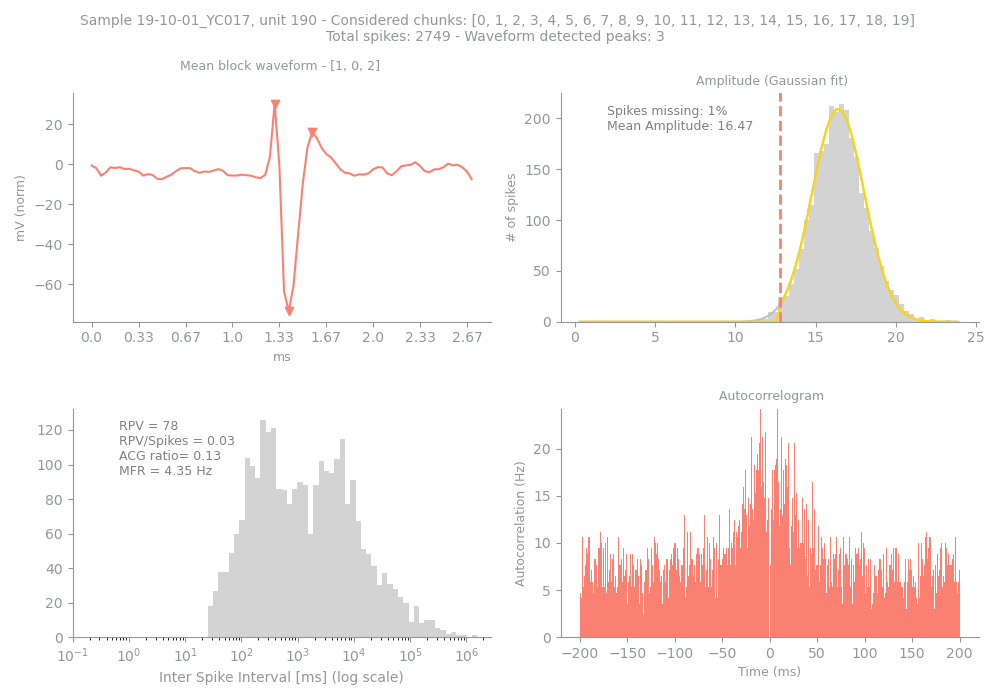 Sample 19-10-01_YC017, unit 190 - Considered chunks: [0, 1, 2, 3, 4, 5, 6, 7, 8, 9, 10, 11, 12, 13, 14, 15, 16, 17, 18, 19]
Total spikes: 2749 - Waveform detected peaks: 3
Mean block waveform - [1, 0, 2]
mV (norm)
20
0
−20
−40
−60
0.0 0.33 0.67 1.0 1.33 1.67 2.0 2.33 2.67
ms
Amplitude (Gaussian fit)
Spikes missing: 1%
Mean Amplitude: 16.47
# of spikes
200
150
100
50
0
0 5 10 15 20 25
RPV = 78
RPV/Spikes = 0.03
ACG ratio= 0.13
MFR = 4.35 Hz
120
100
80
60
40
20
0
10⁻¹ 10⁰ 10¹ 10² 10³ 10⁴ 10⁵ 10⁶
Inter Spike Interval [ms] (log scale)
Autocorrelogram
Autocorrelation (Hz)
20
15
10
5
0
−200 −150 −100 −50 0 50 100 150 200
Time (ms)